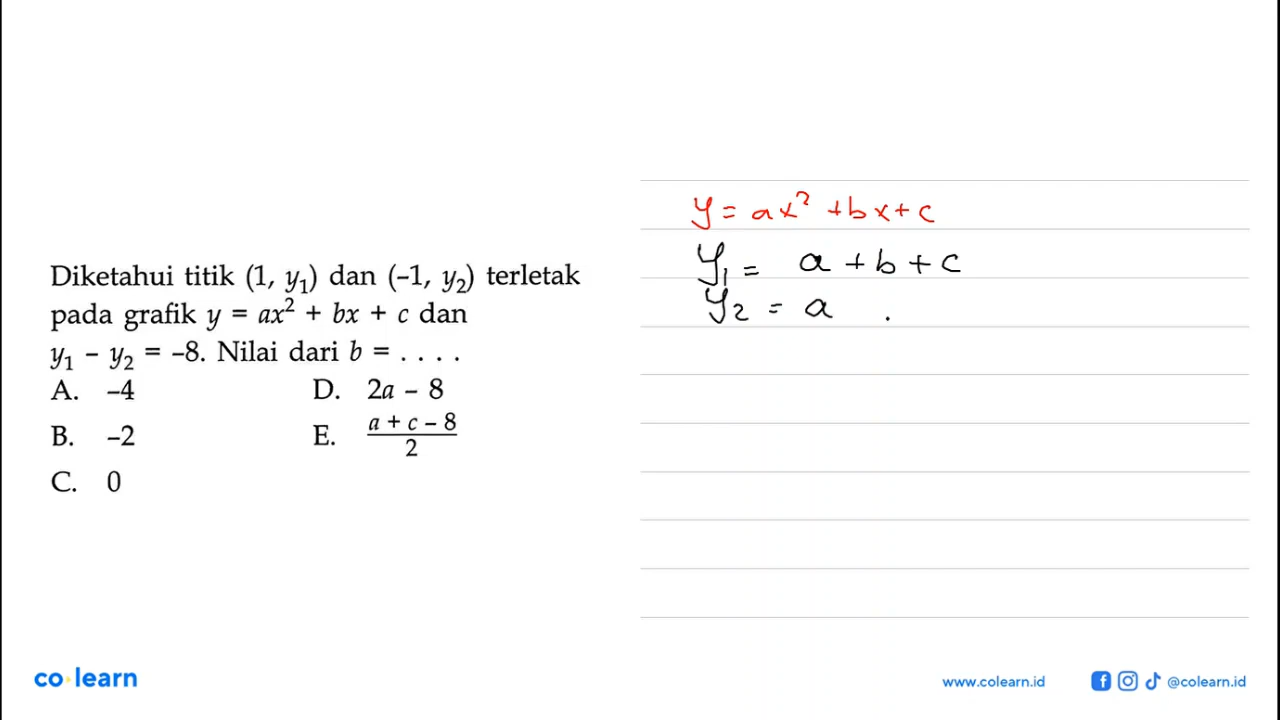 Diketahui titik (1, y₁) dan (–1, y₂) terletak
pada grafik y = ax² + bx + c dan
y₁ – y₂ = –8. Nilai dari b = . . . .
A. –4
B. –2
C. 0
D. 2a – 8
E. (a + c – 8)/2
y = ax² + bx + c
y₁ = a + b + c
y₂ = a .
co·learn
www.colearn.id
@colearn.id